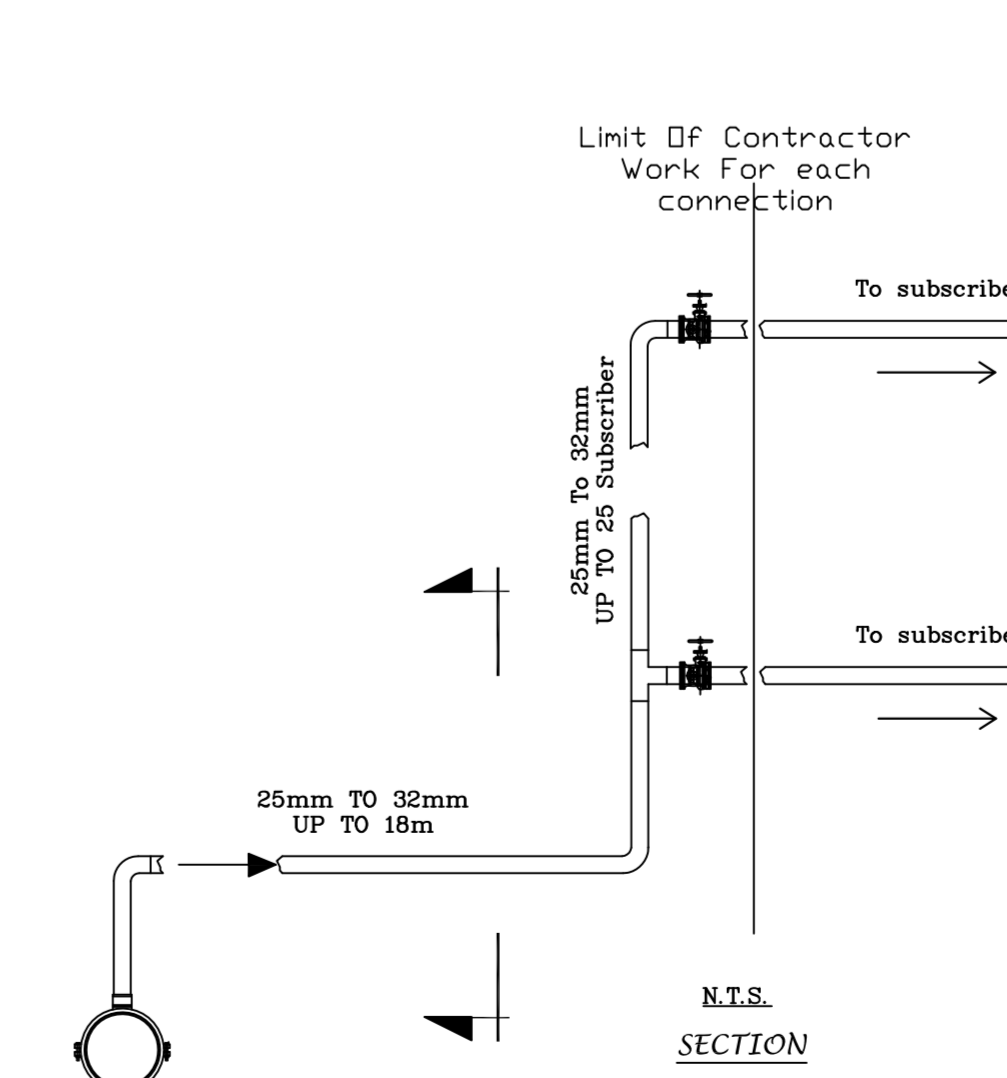 Limit Of Contractor
Work For each
connection
To subscribe
25mm To 32mm
UP TO 25 Subscriber
To subscribe
25mm TO 32mm
UP TO 18m
N.T.S.
SECTION